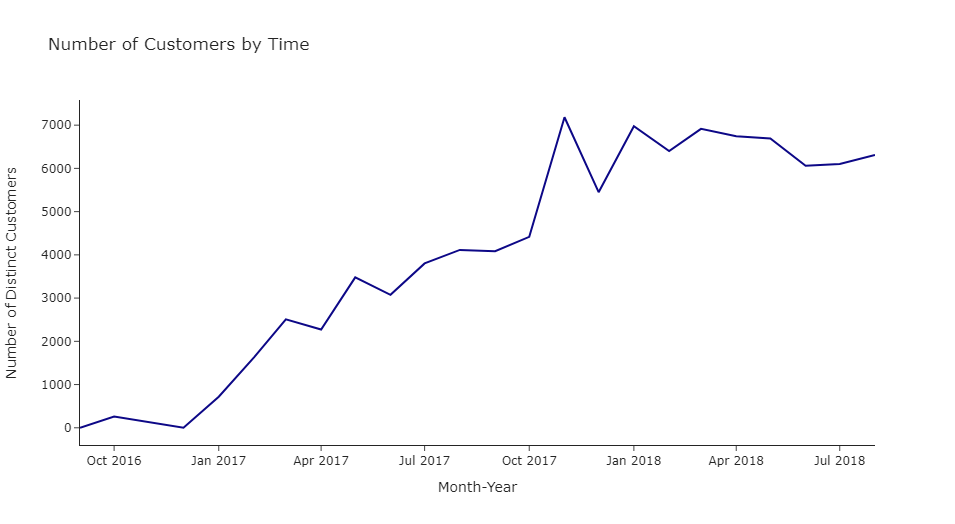 Number of Customers by Time
Number of Distinct Customers
7000
6000
5000
4000
3000
2000
1000
0
Oct 2016 Jan 2017 Apr 2017 Jul 2017 Oct 2017 Jan 2018 Apr 2018 Jul 2018
Month-Year